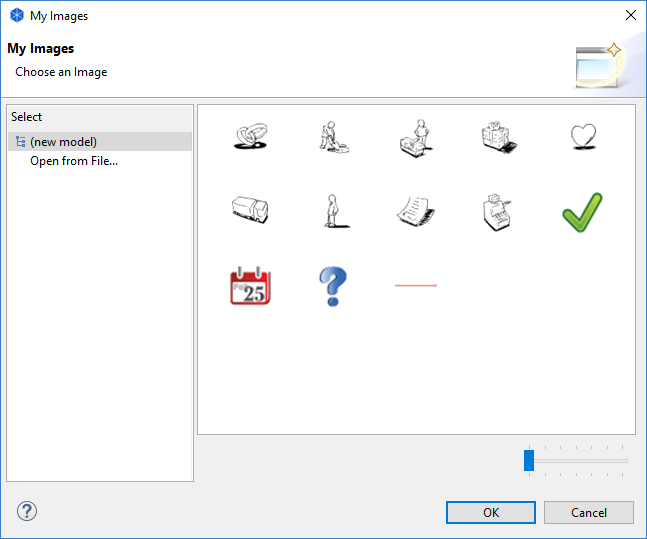 My Images
My Images
Choose an Image
Select
(new model)
Open from File...
Feb
25
?
OK
Cancel